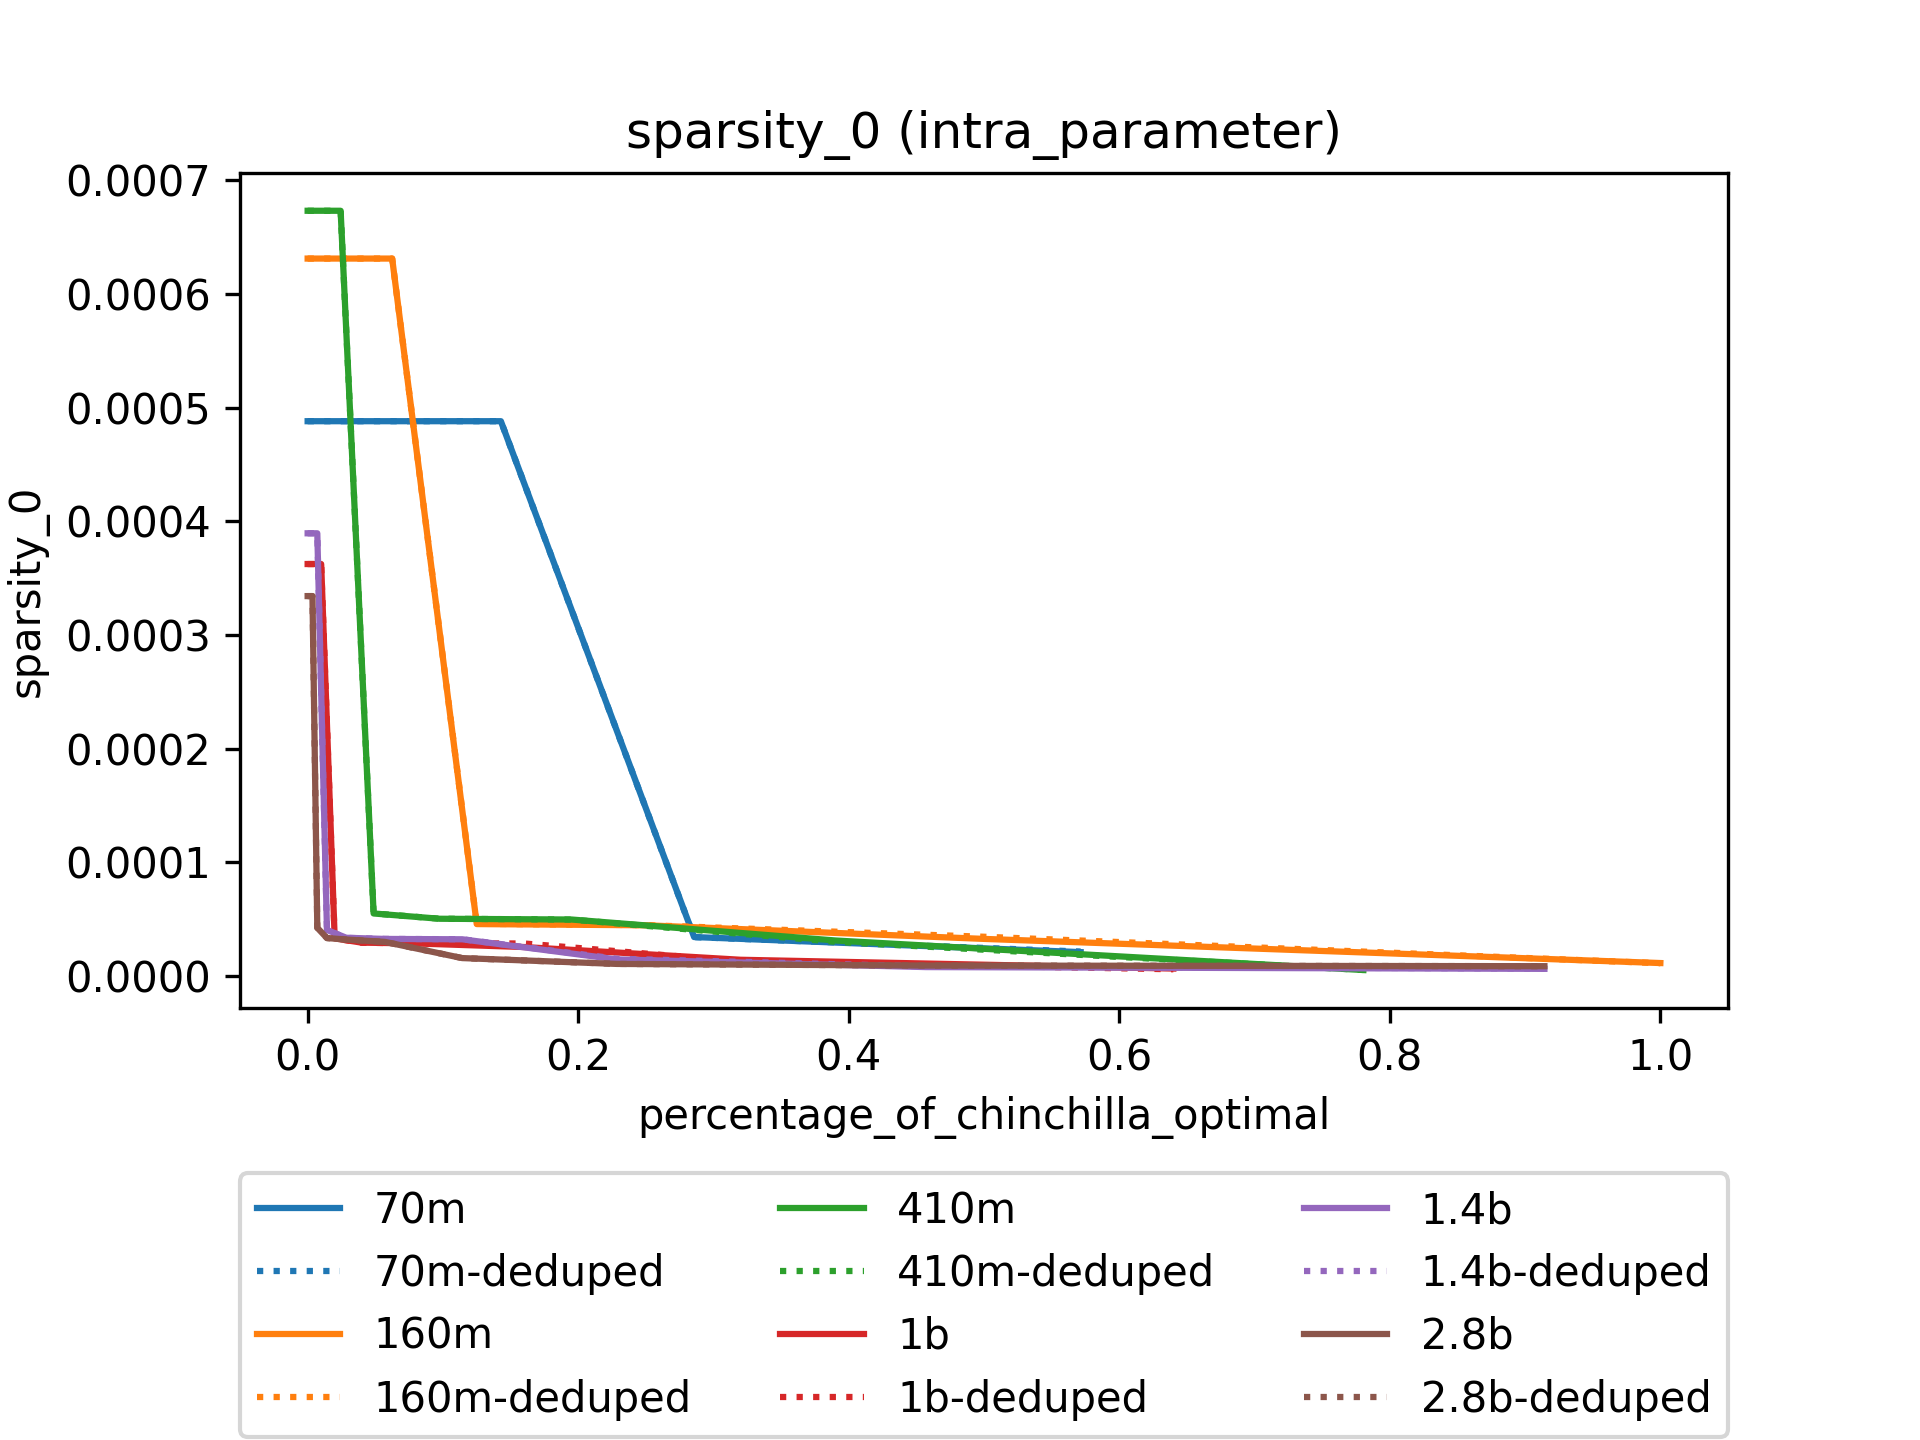 sparsity_0 (intra_parameter)
0.0007
0.0006
0.0005
0.0004
0.0003
0.0002
0.0001
0.0000
sparsity_0
0.0 0.2 0.4 0.6 0.8 1.0
percentage_of_chinchilla_optimal
70m 410m 1.4b
70m-deduped 410m-deduped 1.4b-deduped
160m 1b 2.8b
160m-deduped 1b-deduped 2.8b-deduped